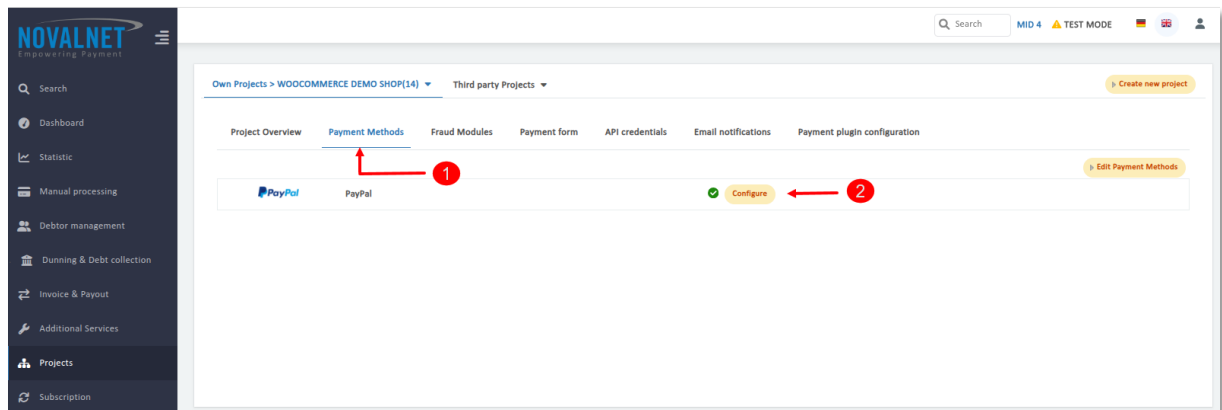 NOVALNET
Empowering Payment
Search
MID 4
TEST MODE
Search
Dashboard
Statistic
Manual processing
Debtor management
Dunning & Debt collection
Invoice & Payout
Additional Services
Projects
Subscription
Own Projects > WOOCOMMERCE DEMO SHOP(14)
Third party Projects
Create new project
Project Overview
Payment Methods
Fraud Modules
Payment form
API credentials
Email notifications
Payment plugin configuration
1
Edit Payment Methods
PayPal
PayPal
Configure
2